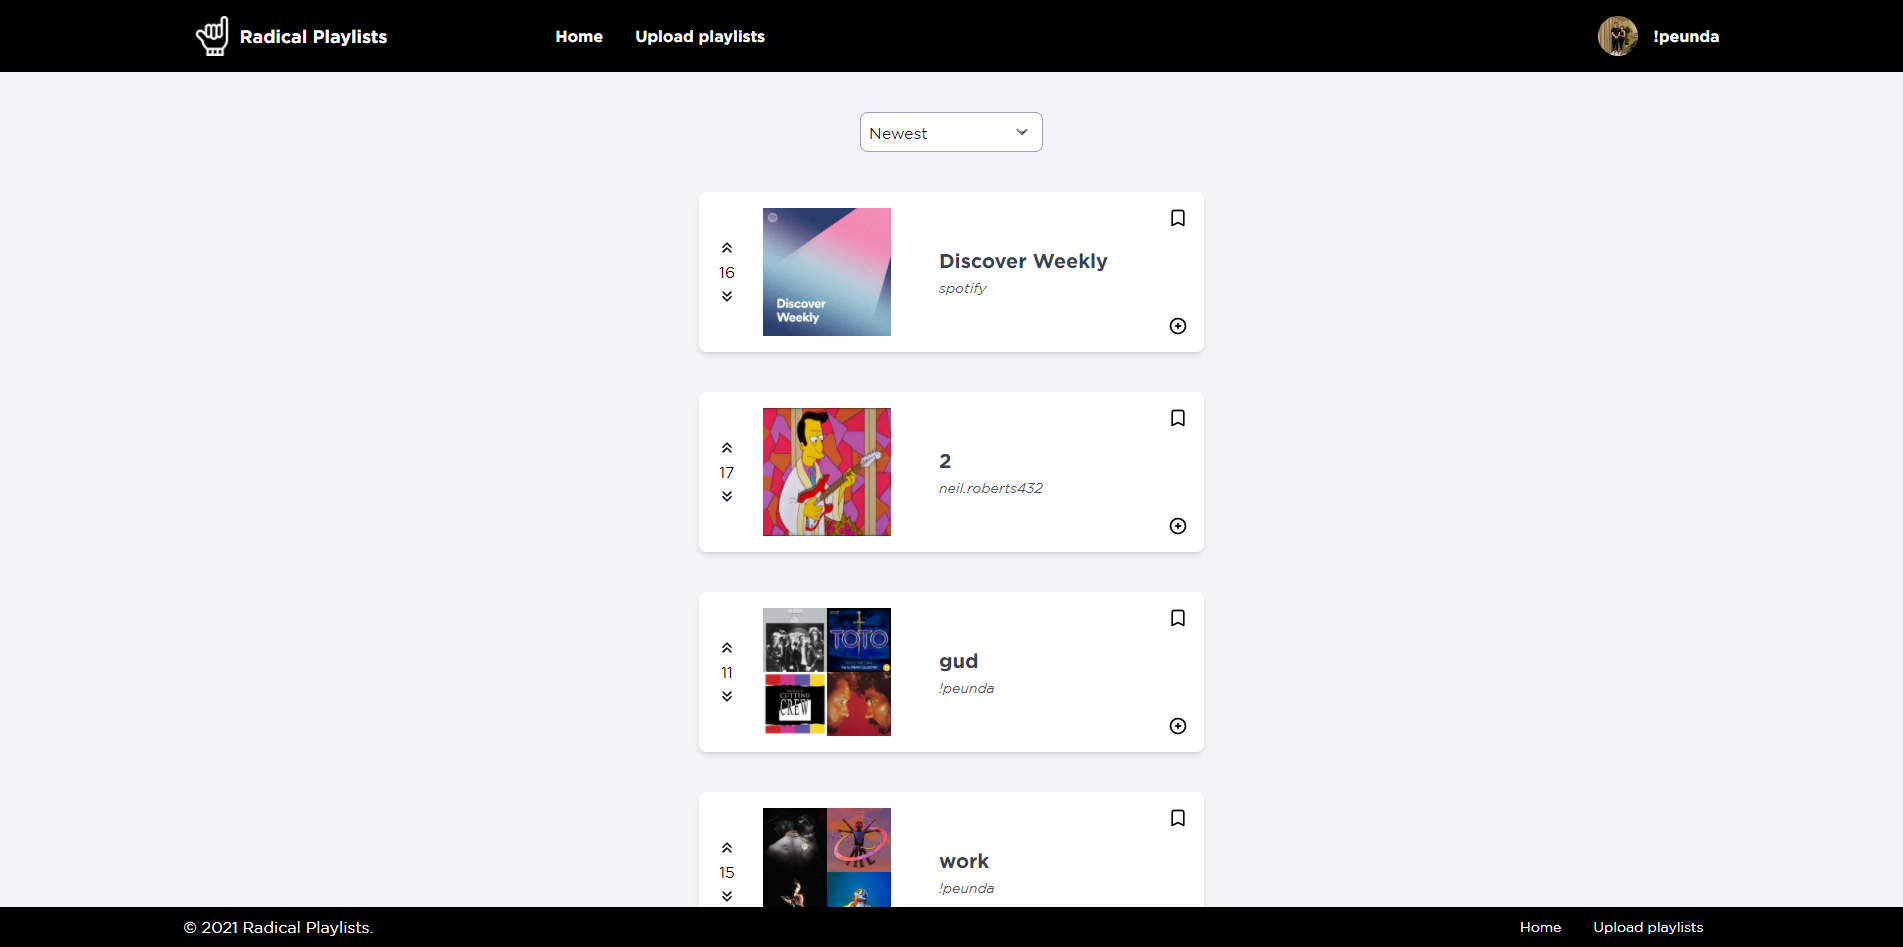 Radical Playlists
Home
Upload playlists
!peunda
Newest
16
Discover
Weekly
Discover Weekly
spotify
17
2
neil.roberts432
11
TOTO
CUTTING
CREW
gud
!peunda
15
work
!peunda
© 2021 Radical Playlists.
Home
Upload playlists